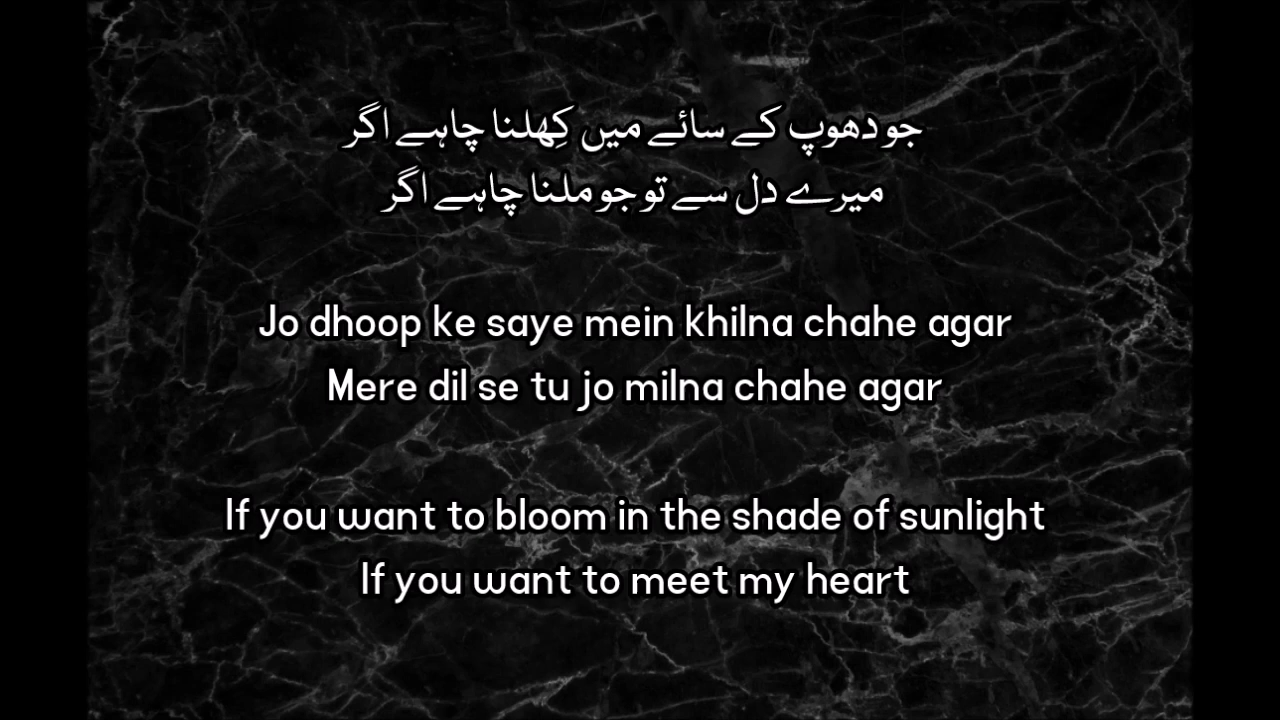 جو دھوپ کے سائے میں کِھلنا چاہے اگر
میرے دل سے تو جو ملنا چاہے اگر
Jo dhoop ke saye mein khilna chahe agar
Mere dil se tu jo milna chahe agar
If you want to bloom in the shade of sunlight
If you want to meet my heart